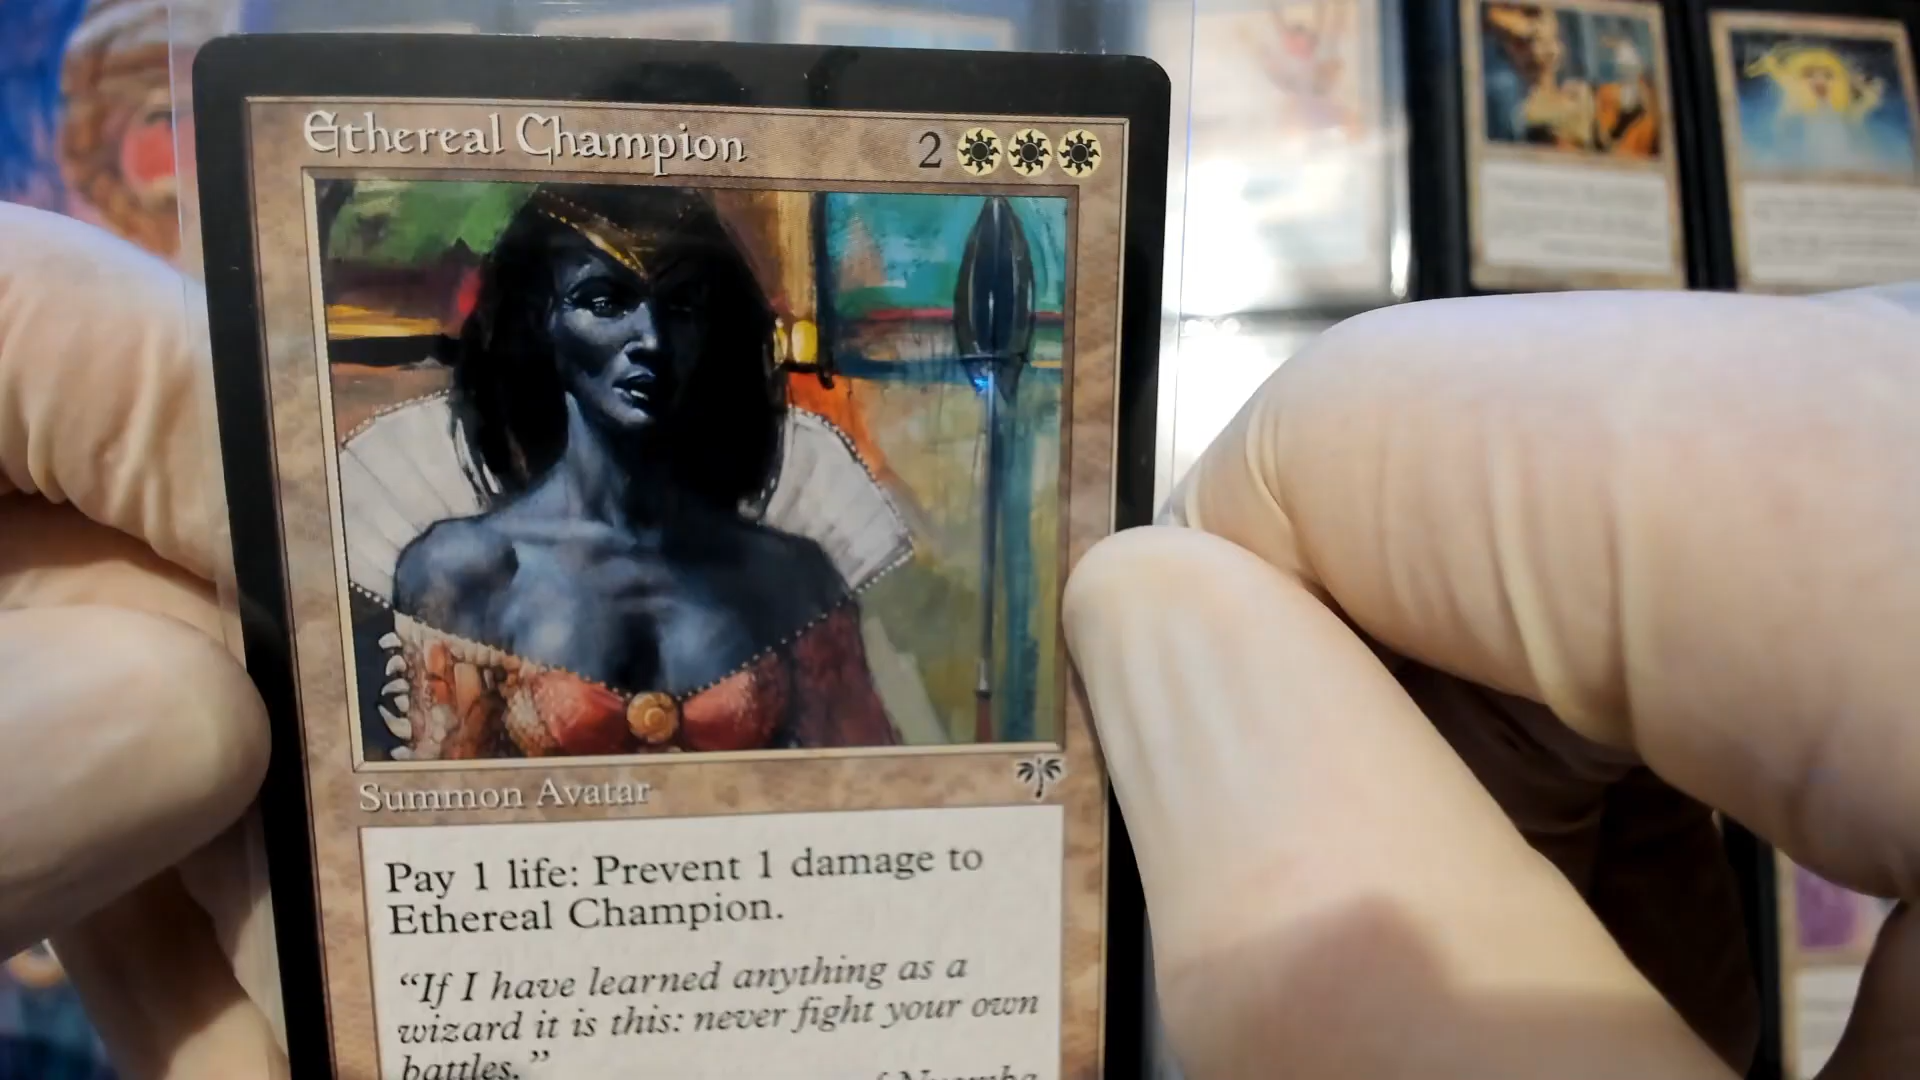 Ethereal Champion 2
Summon Avatar
Pay 1 life: Prevent 1 damage to
Ethereal Champion.
“If I have learned anything as a
wizard it is this: never fight your own
battles.”